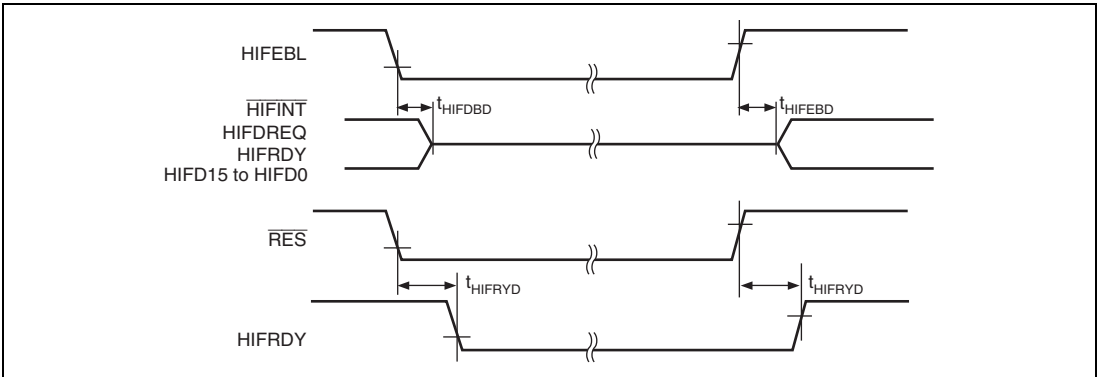 HIFEBL
HIFINT
tHIFDBD
tHIFEBD
HIFDREQ
HIFRDY
HIFD15 to HIFD0
RES
tHIFRYD
tHIFRYD
HIFRDY